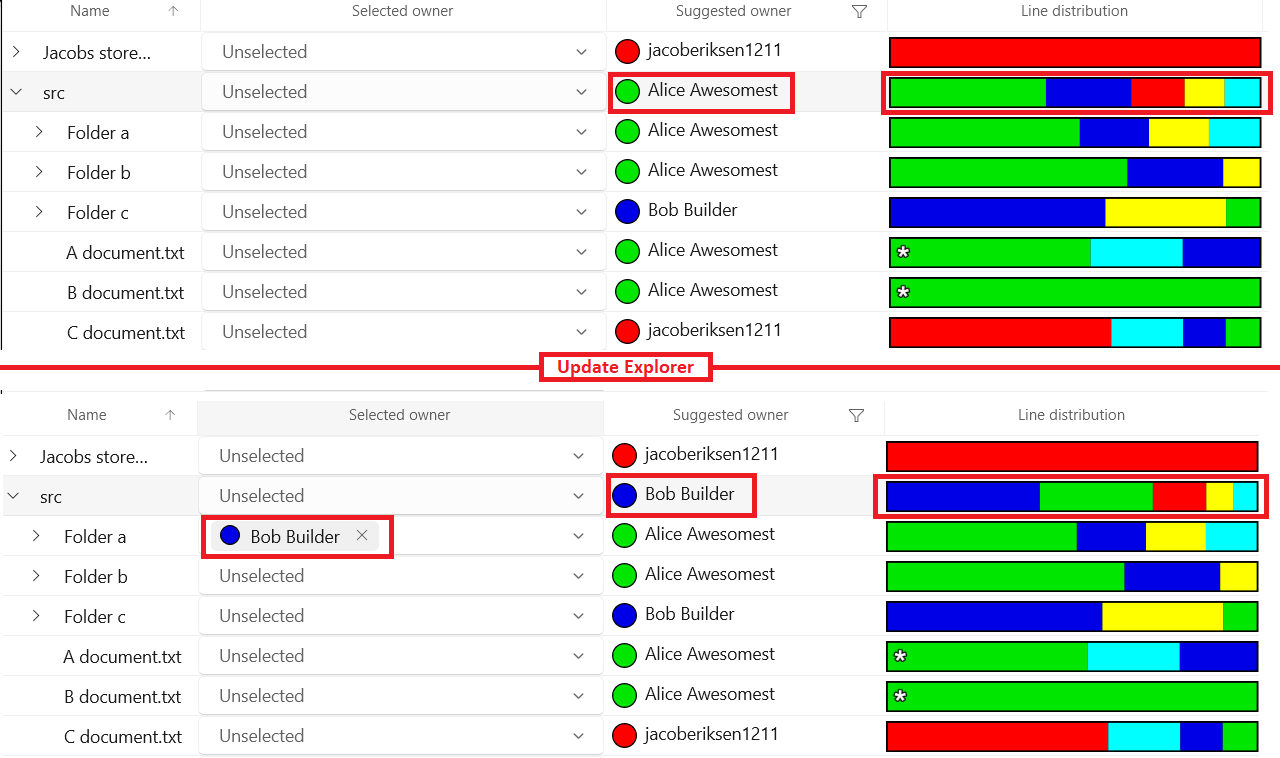 Name ↑ Selected owner Suggested owner Line distribution
Jacobs store... Unselected jacoberiksen1211
src Unselected Alice Awesomest
Folder a Unselected Alice Awesomest
Folder b Unselected Alice Awesomest
Folder c Unselected Bob Builder
A document.txt Unselected Alice Awesomest *
B document.txt Unselected Alice Awesomest *
C document.txt Unselected jacoberiksen1211
Update Explorer
Name ↑ Selected owner Suggested owner Line distribution
Jacobs store... Unselected jacoberiksen1211
src Unselected Bob Builder
Folder a Bob Builder × Alice Awesomest
Folder b Unselected Alice Awesomest
Folder c Unselected Bob Builder
A document.txt Unselected Alice Awesomest *
B document.txt Unselected Alice Awesomest *
C document.txt Unselected jacoberiksen1211